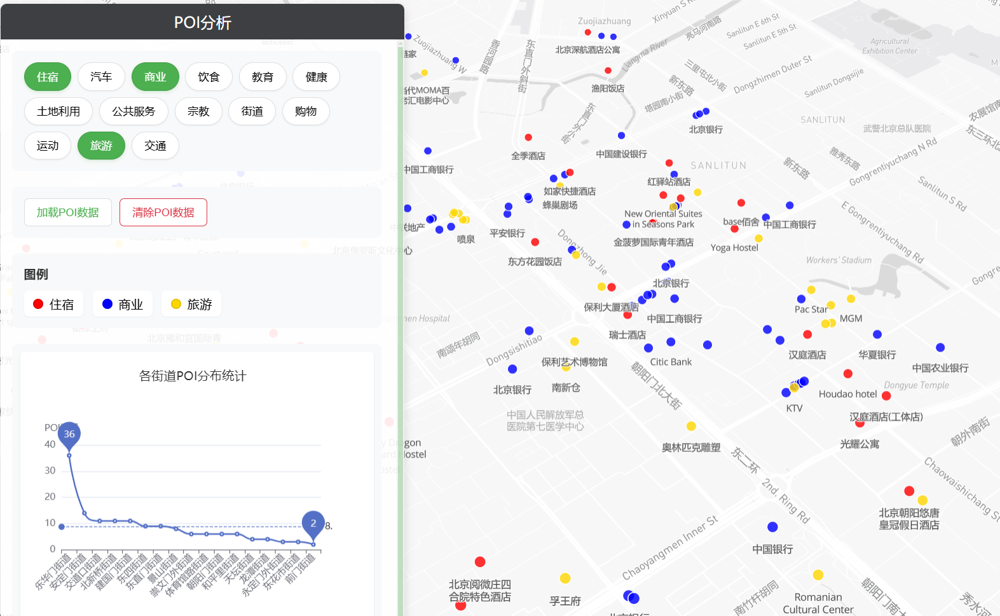 POI分析
住宿
汽车
商业
饮食
教育
健康
土地利用
公共服务
宗教
街道
购物
运动
旅游
交通
加载POI数据
清除POI数据
图例
住宿
商业
旅游
各街道POI分布统计
36
40
30
20
10
0
2
8.
东华门街道
安定门街道
交道口街道
北新桥街道
建国门街道
东四街道
东直门街道
景山街道
崇文门外街道
体育馆路街道
朝阳门街道
和平里街道
天坛街道
龙潭街道
永定门外街道
东花市街道
前门街道
Zuojiazhuang
Xinyuan S R
亮马河南路
Sanlitun E 6th St
Sanlitun E 5th St
Agricultural
Exhibition Center
北京深航酒店公寓
Zuojiazhuang W
香河园路
东直门外斜街
Liangma River
渔阳饭店
三里屯北小街
Dongzhimen Outer St
Sanlitun Dongsijie
新东路
塔园南小街
当代MOMA百
老汇电影中心
东直门外小街
北京银行
SANLITUN
武警北京总队医院
农展馆南
东三环北
全季酒店
中国建设银行
中国工商银行
SANLITUN
新东路
雅秀东路
Gongrentiyuchang N Rd
红驿站酒店
如家快捷酒店
蜂巢剧场
Sanlitun S Rd
New Oriental Suites
in Seasons Park
base佰舍
中国工商银行
E Gongrentiyuchang Rd
喷泉
平安银行
金菠萝国际青年酒店
Yoga Hostel
东方花园饭店
Dongzhong Jie
Workers' Stadium
Gongre
北京银行
保利大厦酒店
中国工商银行
Pac Star
MGM
瑞士酒店
南颂年胡同
Dongsishitiao
保利艺术博物馆
Citic Bank
汉庭酒店
华夏银行
中国农业银行
北京银行
南新仓
朝阳门北大街
Houdao hotel
Dongyue Temple
KTV
汉庭酒店(工体店)
中国人民解放军总
医院第七医学中心
奥林匹克雕塑
光耀公寓
朝外南街
东二环
2nd. Ring Rd
Chaowaishichang St
北京朝阳悠唐
皇冠假日酒店
Chaoyangmen Inner St
中国银行
北京阅微庄四
合院特色酒店
孚王府
南竹杆胡同
Romanian
Cultural Center
朝阳门南
秀水河